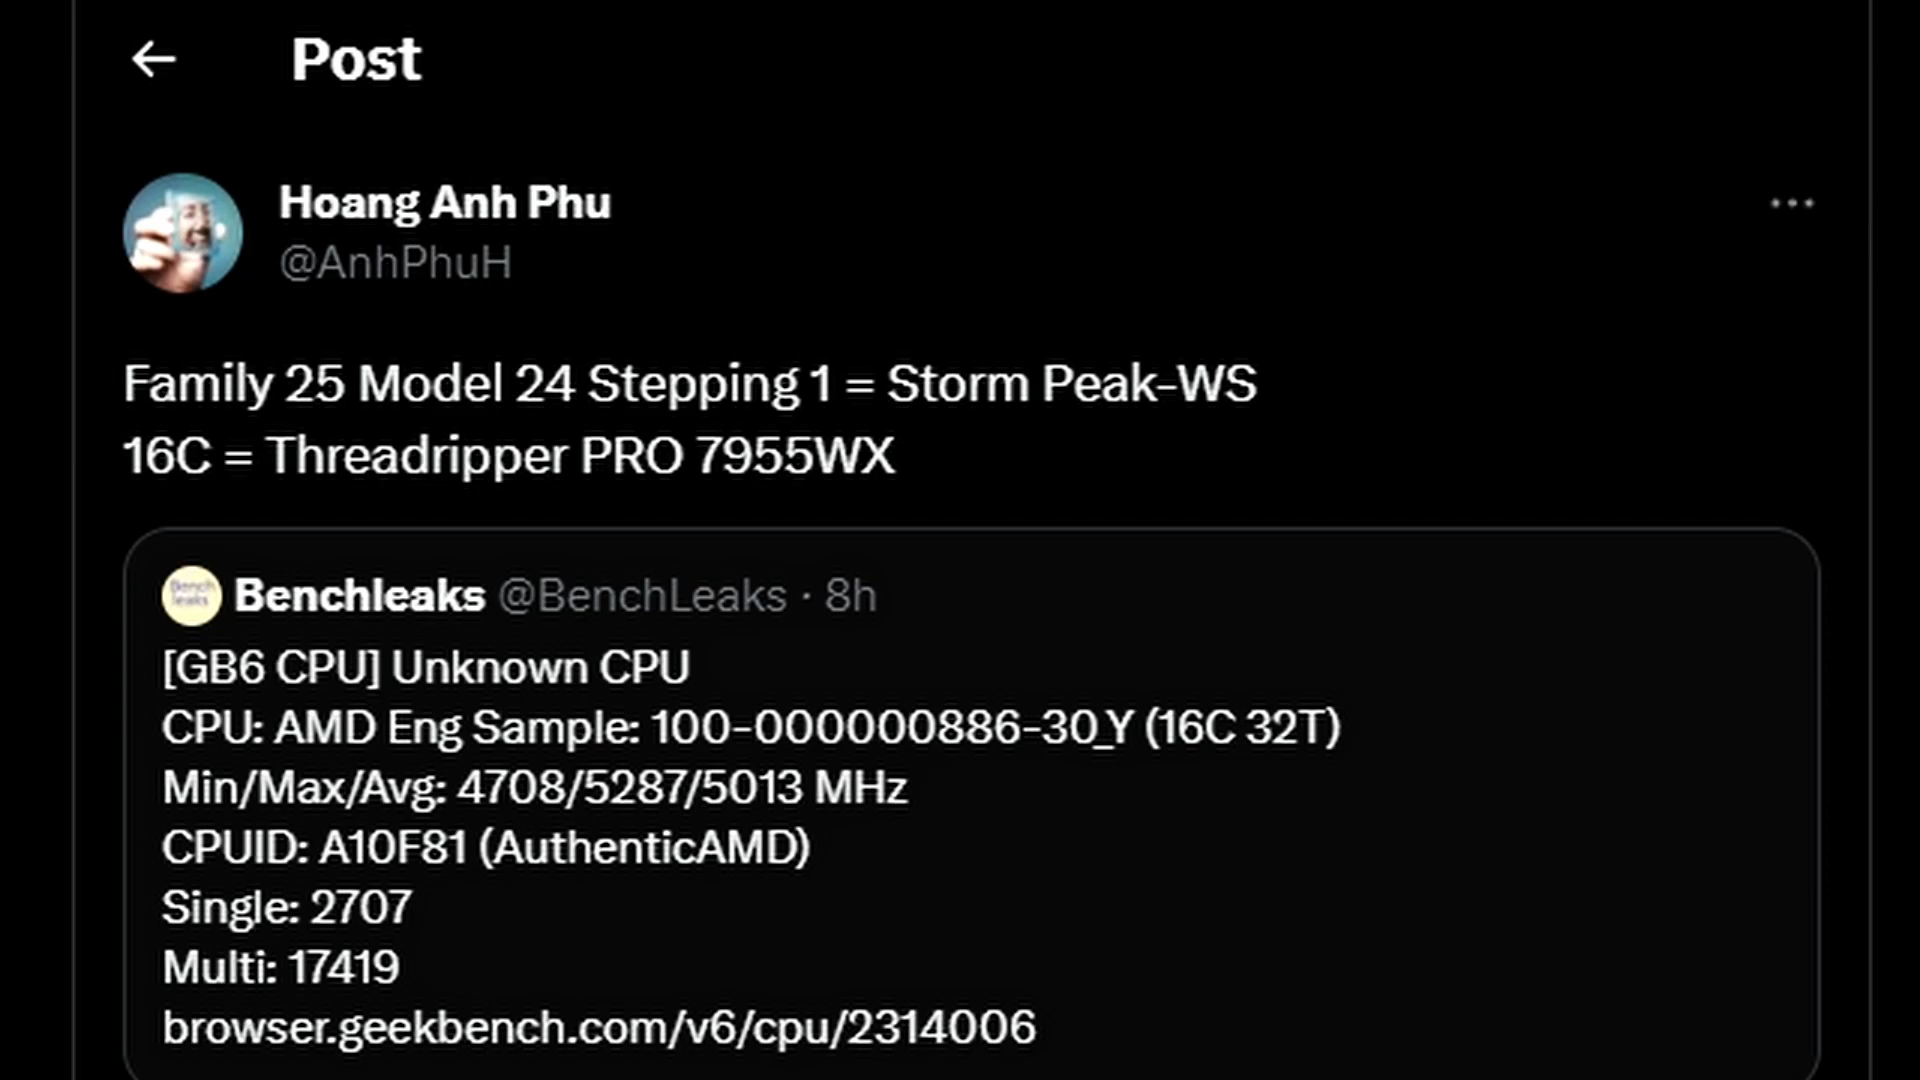 Post
Hoang Anh Phu
@AnhPhuH
Family 25 Model 24 Stepping 1 = Storm Peak-WS
16C = Threadripper PRO 7955WX
Bench
leaks
Benchleaks @BenchLeaks · 8h
[GB6 CPU] Unknown CPU
CPU: AMD Eng Sample: 100-000000886-30_Y (16C 32T)
Min/Max/Avg: 4708/5287/5013 MHz
CPUID: A10F81 (AuthenticAMD)
Single: 2707
Multi: 17419
browser.geekbench.com/v6/cpu/2314006